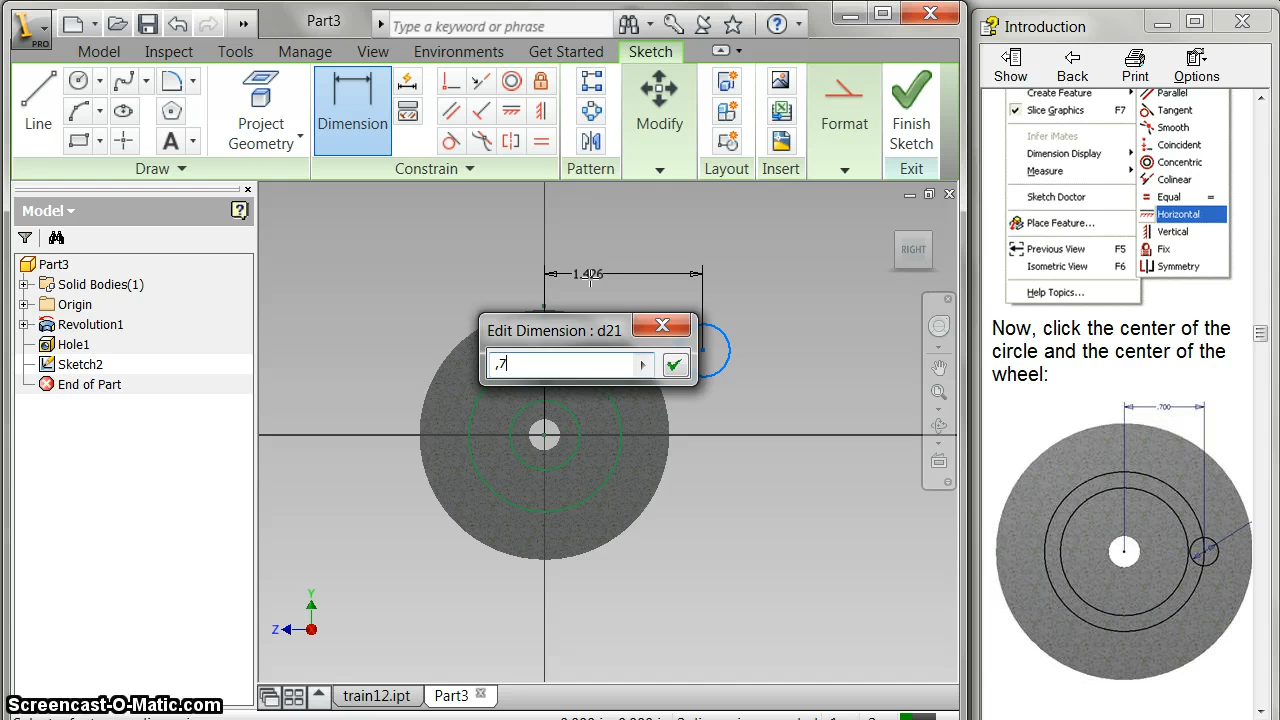 PRO
Part3
Type a keyword or phrase
Model Inspect Tools Manage View Environments Get Started Sketch
Line
Project
Geometry
Dimension
Modify
Format
Finish
Sketch
Draw
Constrain
Pattern
Layout
Insert
Exit
Model
Part3
Solid Bodies(1)
Origin
Revolution1
Hole1
Sketch2
End of Part
RIGHT
1.426
Edit Dimension : d21
,7
Y
Z
train12.ipt
Part3
Screencast-O-Matic.com
Introduction
Show Back Print Options
Create Feature
Slice Graphics F7
Infer iMates
Dimension Display
Measure
Sketch Doctor
Place Feature...
Previous View F5
Isometric View F6
Help Topics...
Parallel
Tangent
Smooth
Coincident
Concentric
Colinear
Equal =
Horizontal
Vertical
Fix
Symmetry
Now, click the center of the
circle and the center of the
wheel:
.700